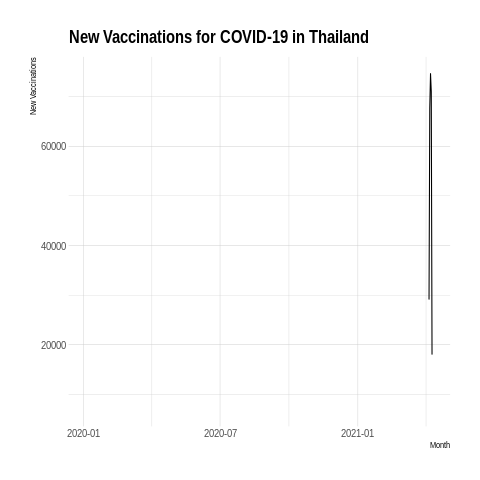 New Vaccinations for COVID-19 in Thailand
New Vaccinations
60000
40000
20000
2020-01
2020-07
2021-01
Month